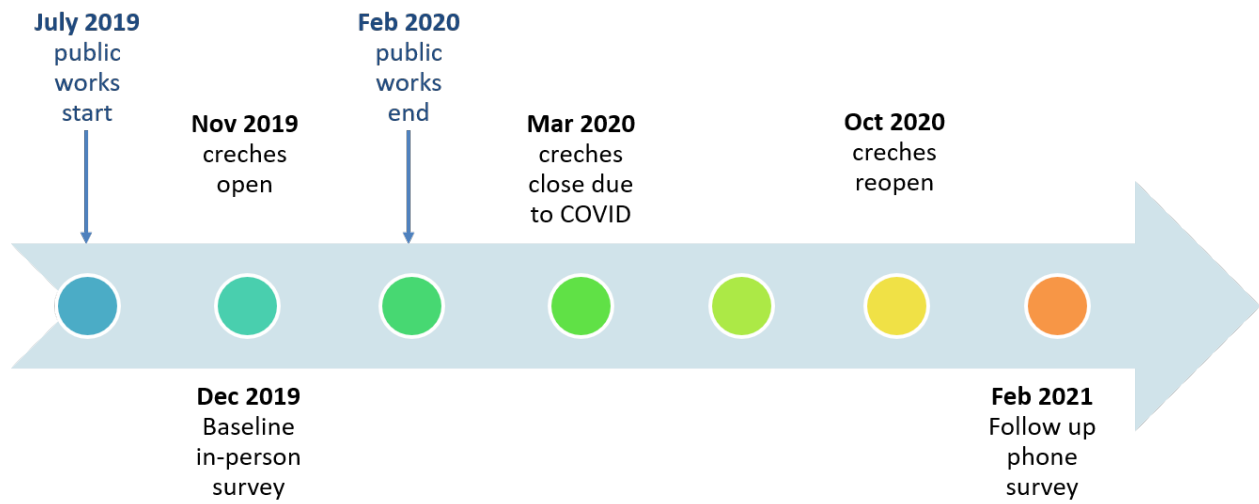 July 2019
public
works
start
Nov 2019
creches
open
Feb 2020
public
works
end
Mar 2020
creches
close due
to COVID
Oct 2020
creches
reopen
Dec 2019
Baseline
in-person
survey
Feb 2021
Follow up
phone
survey